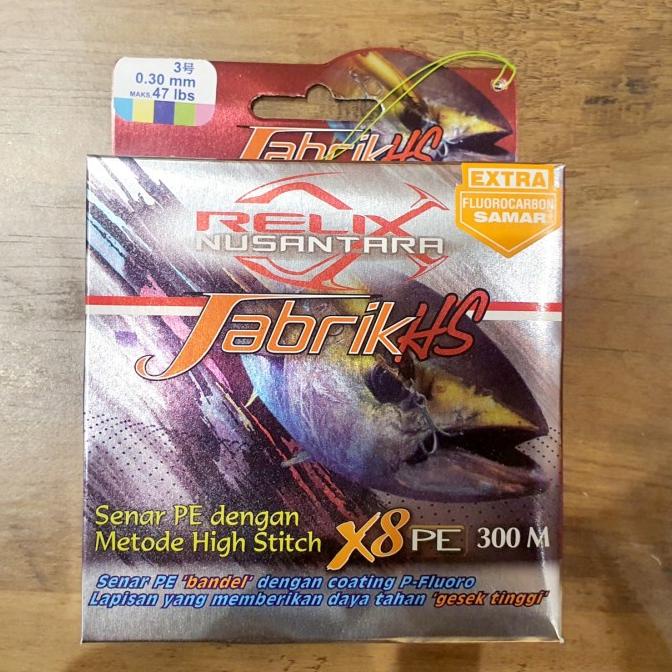 3号
0.30 mm
MAKS. 47 lbs
JabrikHS
EXTRA
FLUOROCARBON
SAMAR
RELIX
NUSANTARA
JabrikHS
Senar PE dengan
Metode High Stitch
X8 PE 300 M
Senar PE 'bandel' dengan coating P-Fluoro
Lapisan yang memberikan daya tahan 'gesek tinggi'